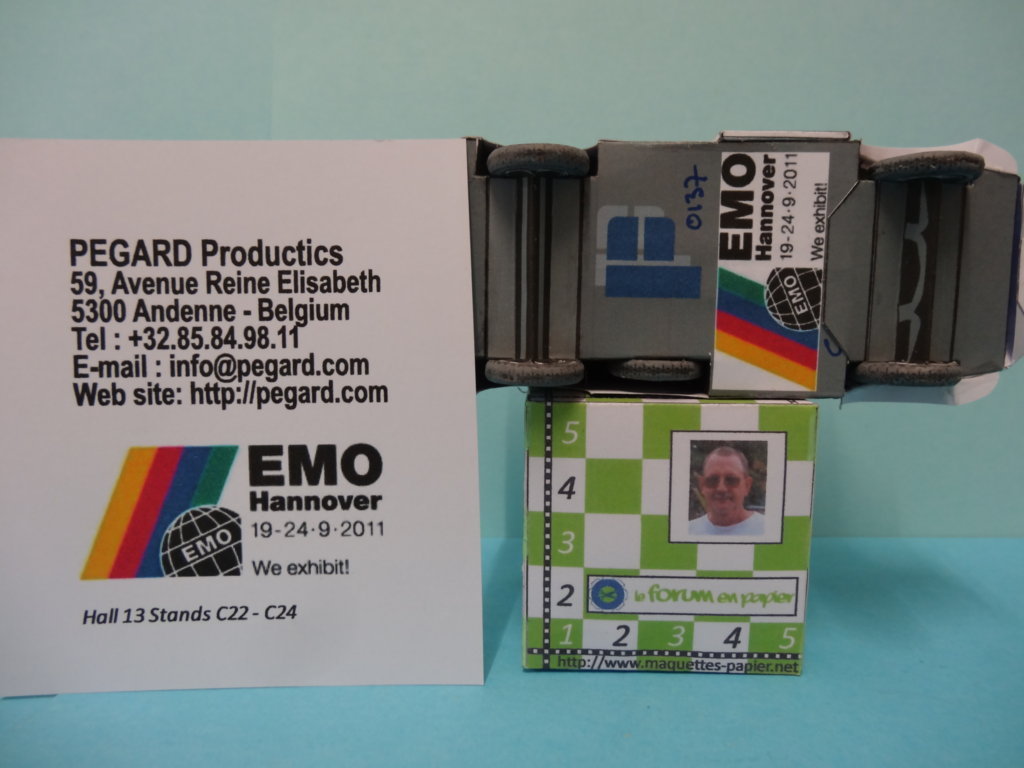 PEGARD Productics
59, Avenue Reine Elisabeth
5300 Andenne - Belgium
Tel : +32.85.84.98.11
E-mail : info@pegard.com
Web site: http://pegard.com
EMO
Hannover
19-24·9·2011
EMO
We exhibit!
Hall 13 Stands C22 - C24
0137
EMO
Hannover
19-24·9·2011
We exhibit!
EMO
5
4
3
2
le forum en papier
1 2 3 4 5
http://www.maquettes-papier.net